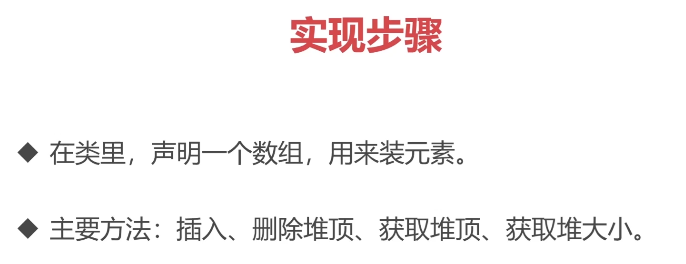 实现步骤
◆ 在类里，声明一个数组，用来装元素。
◆ 主要方法：插入、删除堆顶、获取堆顶、获取堆大小。